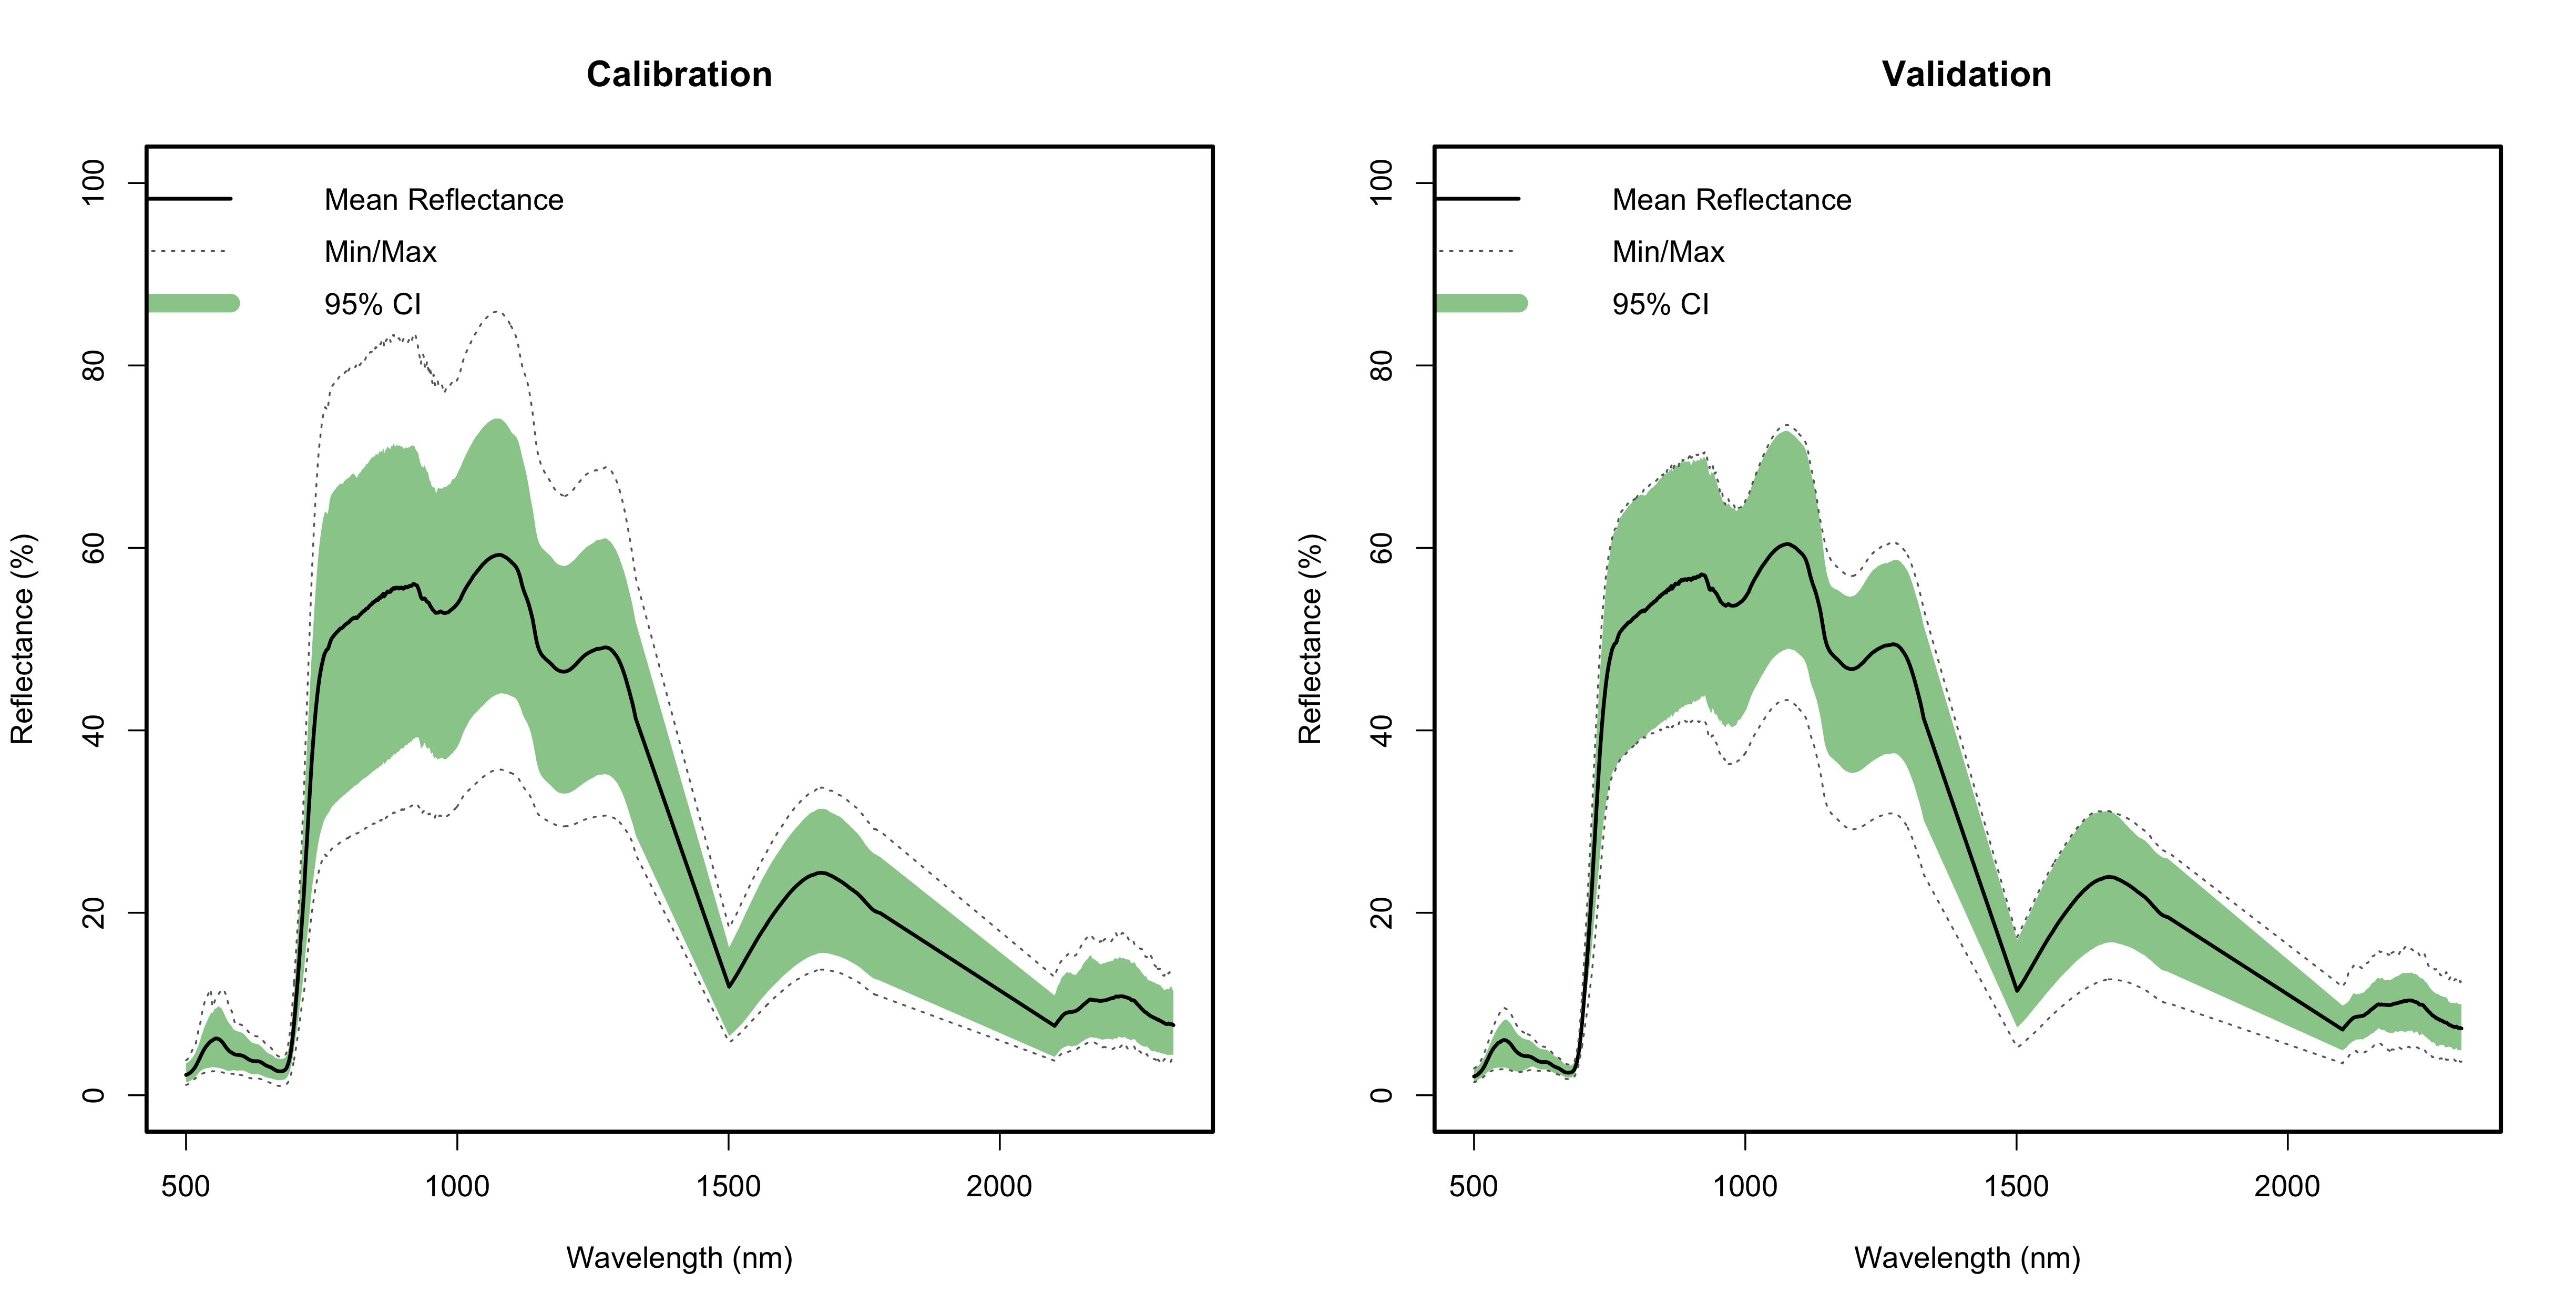 Calibration
Reflectance (%)
100
80
60
40
20
0
Mean Reflectance
Min/Max
95% CI
500 1000 1500 2000
Wavelength (nm)
Validation
Reflectance (%)
100
80
60
40
20
0
Mean Reflectance
Min/Max
95% CI
500 1000 1500 2000
Wavelength (nm)